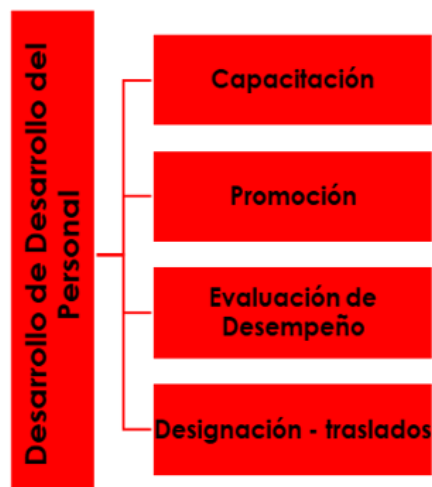 Desarrollo de Desarrollo del
Personal
Capacitación
Promoción
Evaluación de
Desempeño
Designación - traslados